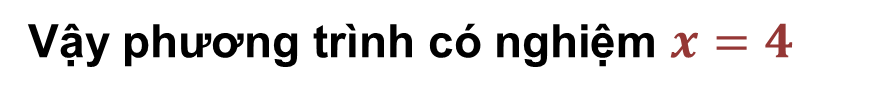 Vậy phương trình có nghiệm x = 4